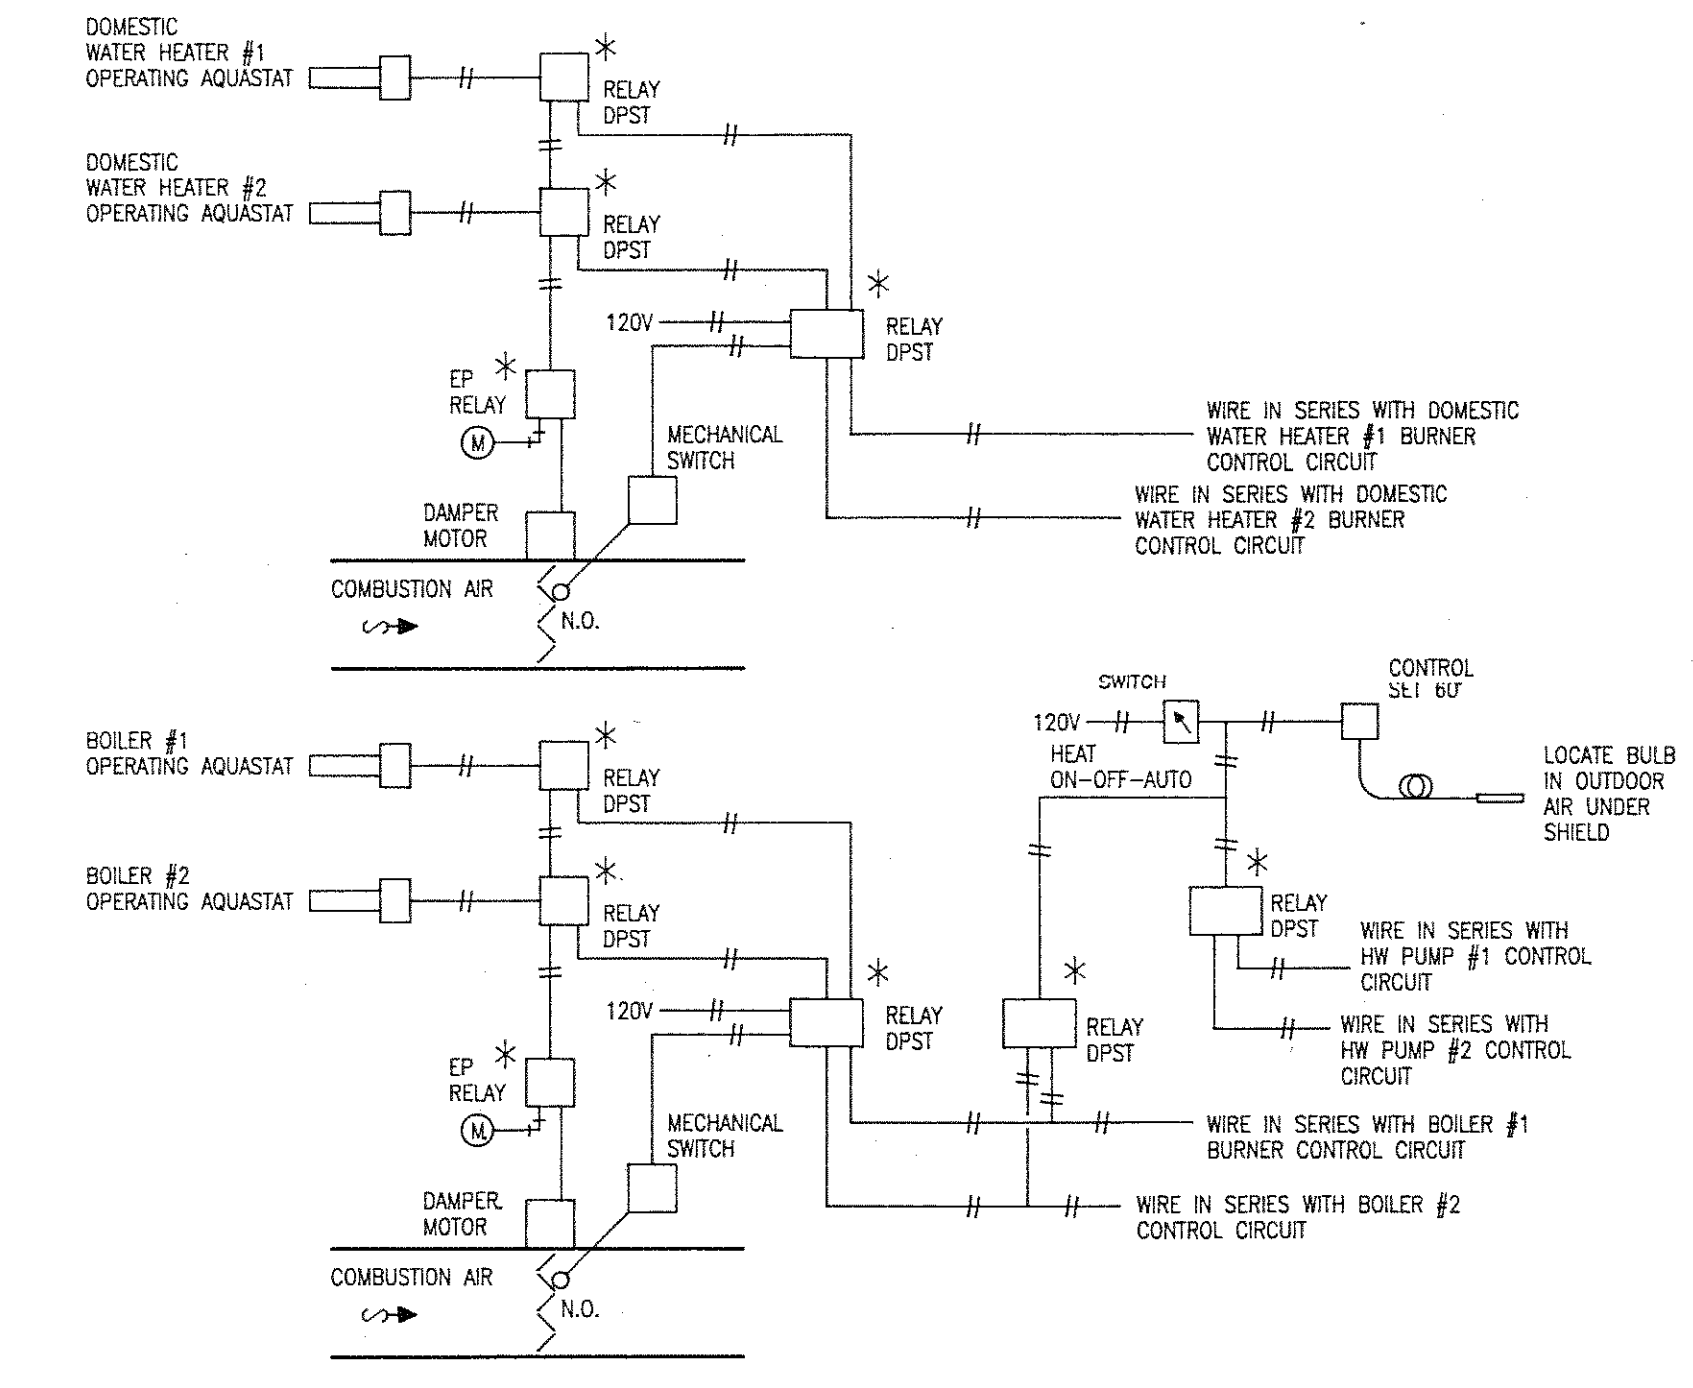 DOMESTIC
WATER HEATER #1
OPERATING AQUASTAT
RELAY
DPST
DOMESTIC
WATER HEATER #2
OPERATING AQUASTAT
RELAY
DPST
120V
RELAY
DPST
EP
RELAY
M
MECHANICAL
SWITCH
WIRE IN SERIES WITH DOMESTIC
WATER HEATER #1 BURNER
CONTROL CIRCUIT
WIRE IN SERIES WITH DOMESTIC
WATER HEATER #2 BURNER
CONTROL CIRCUIT
DAMPER
MOTOR
COMBUSTION AIR
N.O.
SWITCH
120V
HEAT
ON-OFF-AUTO
CONTROL
SET 60°
LOCATE BULB
IN OUTDOOR
AIR UNDER
SHIELD
BOILER #1
OPERATING AQUASTAT
RELAY
DPST
BOILER #2
OPERATING AQUASTAT
RELAY
DPST
RELAY
DPST
WIRE IN SERIES WITH
HW PUMP #1 CONTROL
CIRCUIT
WIRE IN SERIES WITH
HW PUMP #2 CONTROL
CIRCUIT
120V
RELAY
DPST
RELAY
DPST
EP
RELAY
M
MECHANICAL
SWITCH
WIRE IN SERIES WITH BOILER #1
BURNER CONTROL CIRCUIT
WIRE IN SERIES WITH BOILER #2
CONTROL CIRCUIT
DAMPER
MOTOR
COMBUSTION AIR
N.O.